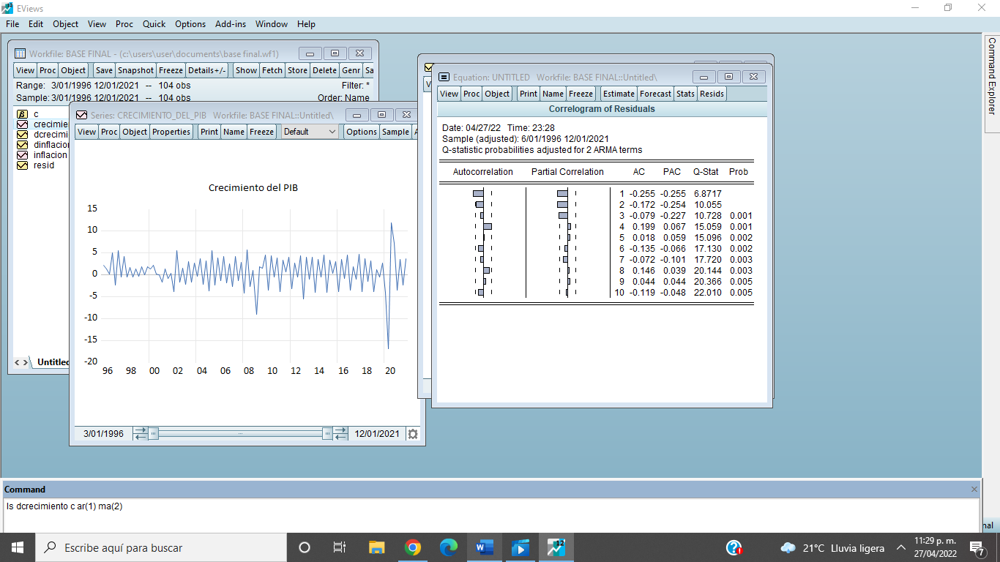 EViews
File Edit Object View Proc Quick Options Add-ins Window Help
Workfile: BASE FINAL - (c:\users\user\documents\base final.wf1)
View Proc Object Save Snapshot Freeze Details+/- Show Fetch Store Delete Genr Sa
Range: 3/01/1996 12/01/2021 -- 104 obs Filter: *
Sample: 3/01/1996 12/01/2021 -- 104 obs Order: Name
c
crecimie
dcrecimi
dinflacion
inflacion
resid
Untitled
Series: CRECIMIENTO_DEL_PIB Workfile: BASE FINAL::Untitled\
View Proc Object Properties Print Name Freeze Default Options Sample A
Crecimiento del PIB
15
10
5
0
-5
-10
-15
-20
96 98 00 02 04 06 08 10 12 14 16 18 20
3/01/1996 12/01/2021
V
Equation: UNTITLED Workfile: BASE FINAL::Untitled\
View Proc Object Print Name Freeze Estimate Forecast Stats Resids
Correlogram of Residuals
Date: 04/27/22 Time: 23:28
Sample (adjusted): 6/01/1996 12/01/2021
Q-statistic probabilities adjusted for 2 ARMA terms
Autocorrelation Partial Correlation AC PAC Q-Stat Prob
1 -0.255 -0.255 6.8717
2 -0.172 -0.254 10.055
3 -0.079 -0.227 10.728 0.001
4 0.199 0.067 15.059 0.001
5 0.018 0.059 15.096 0.002
6 -0.135 -0.066 17.130 0.002
7 -0.072 -0.101 17.720 0.003
8 0.146 0.039 20.144 0.003
9 0.044 0.044 20.366 0.005
10 -0.119 -0.048 22.010 0.005
Command Explorer
Command
ls dcrecimiento c ar(1) ma(2)
nal
Escribe aquí para buscar
12
21°C Lluvia ligera
11:29 p. m.
27/04/2022
7